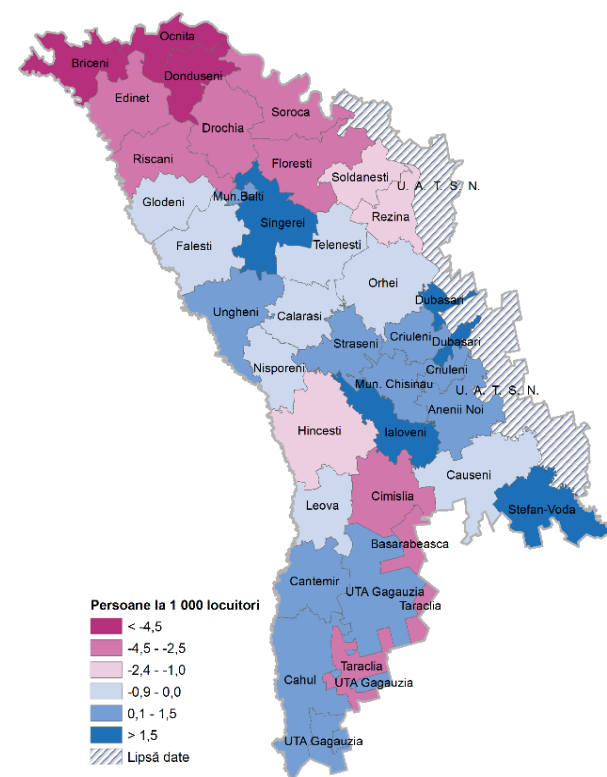 Ocnita
Briceni
Donduseni
Edinet
Soroca
Drochia
Riscani
Floresti
Soldanesti
U. A. T. S. N.
Glodeni
Mun.Balti
Rezina
Singerei
Falesti
Telenesti
Orhei
Dubasari
Ungheni
Calarasi
Straseni
Criuleni
Dubasari
Nisporeni
Criuleni
Mun. Chisinau
U. A. T. S. N.
Anenii Noi
Hincesti
Ialoveni
Causeni
Cimislia
Leova
Stefan-Voda
Basarabeasca
Cantemir
UTA Gagauzia
Taraclia
Taraclia
Cahul
UTA Gagauzia
UTA Gagauzia
Persoane la 1 000 locuitori
< -4,5
-4,5 - -2,5
-2,4 - -1,0
-0,9 - 0,0
0,1 - 1,5
> 1,5
Lipsă date